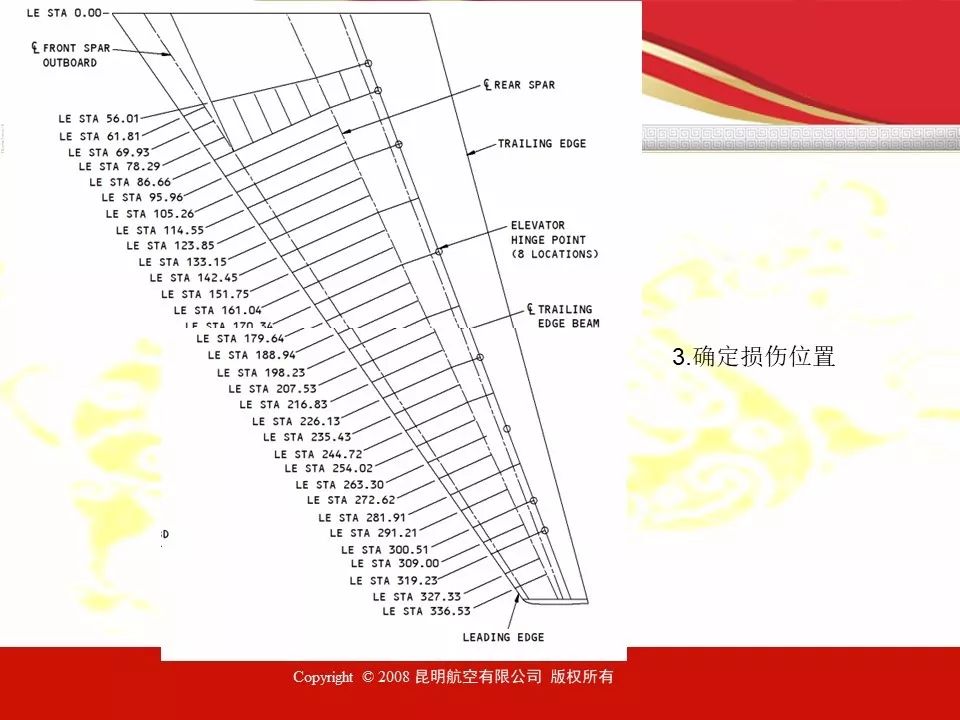 LE STA 0.00
℄ FRONT SPAR
OUTBOARD
℄ REAR SPAR
LE STA 56.01
LE STA 61.81
TRAILING EDGE
LE STA 69.93
LE STA 78.29
LE STA 86.66
LE STA 95.96
LE STA 105.26
LE STA 114.55
LE STA 123.85
LE STA 133.15
LE STA 142.45
LE STA 151.75
LE STA 161.04
LE STA 170.34
ELEVATOR
HINGE POINT
(8 LOCATIONS)
℄ TRAILING
EDGE BEAM
LE STA 179.64
LE STA 188.94
LE STA 198.23
LE STA 207.53
LE STA 216.83
LE STA 226.13
LE STA 235.43
LE STA 244.72
LE STA 254.02
LE STA 263.30
LE STA 272.62
LE STA 281.91
LE STA 291.21
LE STA 300.51
LE STA 309.00
LE STA 319.23
LE STA 327.33
LE STA 336.53
LEADING EDGE
3.确定损伤位置
Copyright © 2008 昆明航空有限公司 版权所有